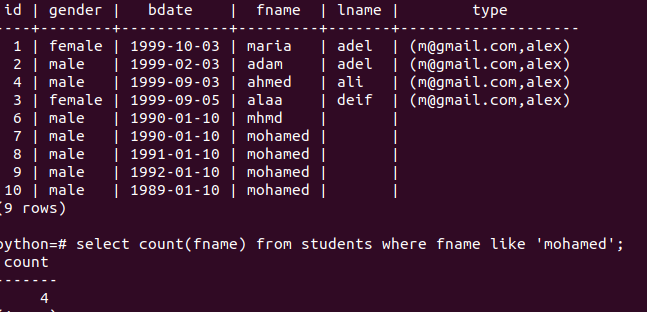 id | gender |   bdate    |  fname  | lname |       type
----+--------+------------+---------+-------+-------------------
1 | female | 1999-10-03 | maria   | adel  | (m@gmail.com,alex)
2 | male   | 1999-02-03 | adam    | adel  | (m@gmail.com,alex)
4 | male   | 1999-09-03 | ahmed   | ali   | (m@gmail.com,alex)
3 | female | 1999-09-05 | alaa    | deif  | (m@gmail.com,alex)
6 | male   | 1990-01-10 | mhmd    |       |
7 | male   | 1990-01-10 | mohamed |       |
8 | male   | 1991-01-10 | mohamed |       |
9 | male   | 1992-01-10 | mohamed |       |
10 | male   | 1989-01-10 | mohamed |       |
(9 rows)
python=# select count(fname) from students where fname like 'mohamed';
count
-------
4